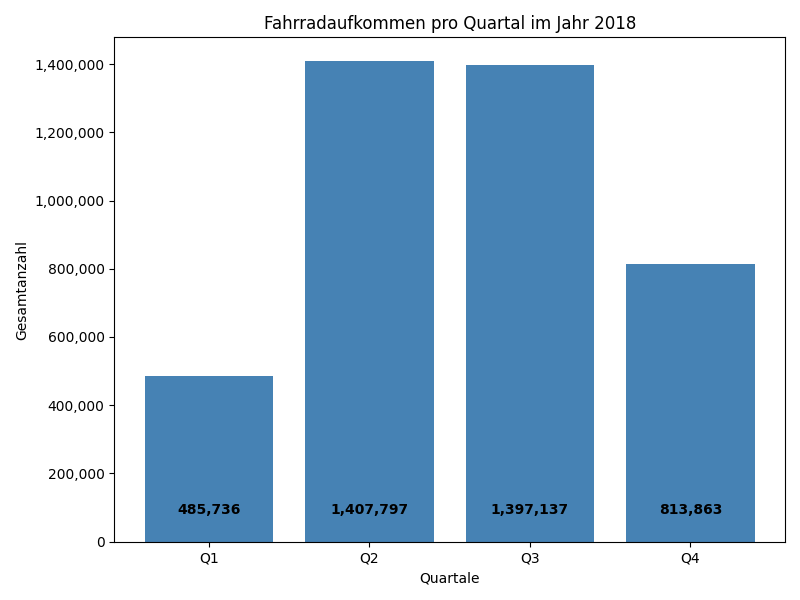 Fahrradaufkommen pro Quartal im Jahr 2018
1,400,000
1,200,000
1,000,000
800,000
600,000
400,000
200,000
0
Gesamtanzahl
485,736
1,407,797
1,397,137
813,863
Q1
Q2
Q3
Q4
Quartale